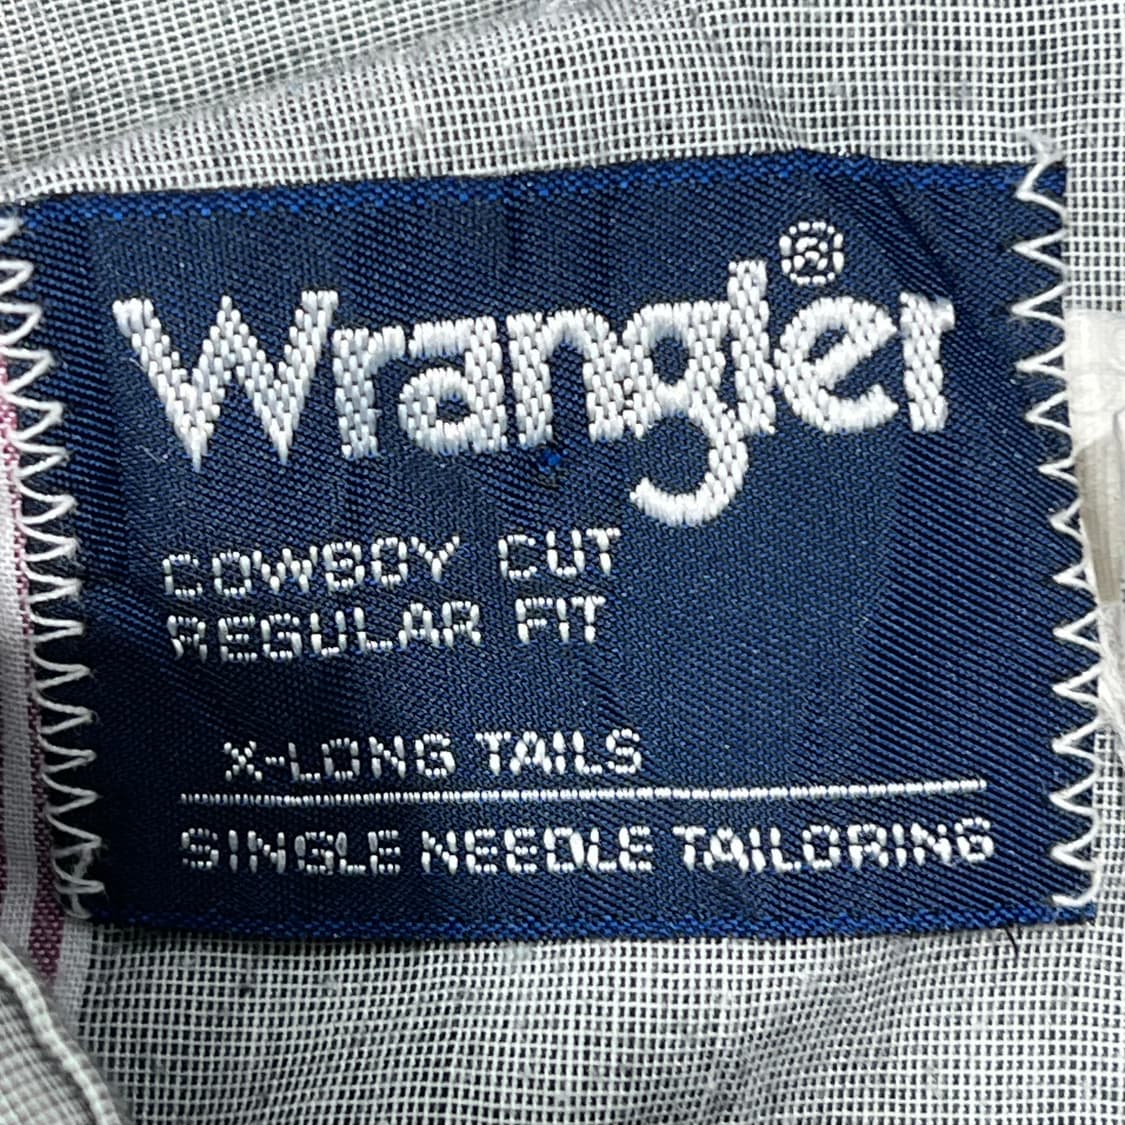 Wrangler®
COWBOY CUT
REGULAR FIT
X-LONG TAILS
SINGLE NEEDLE TAILORING